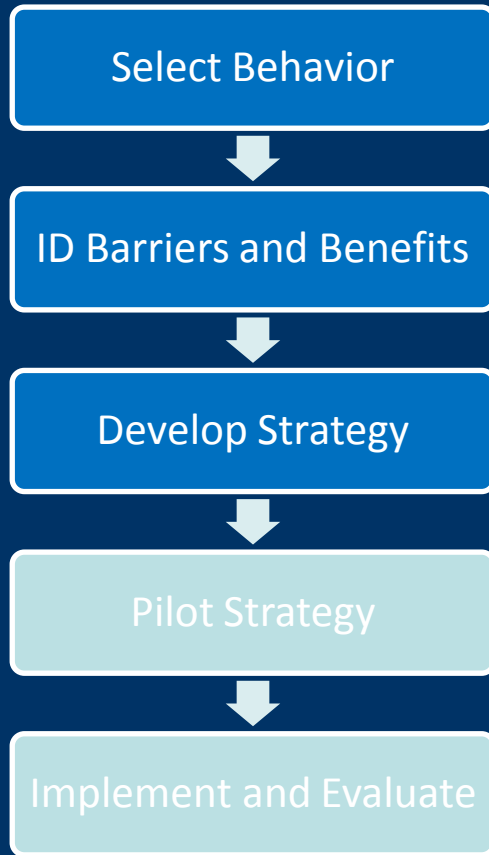 Select Behavior
ID Barriers and Benefits
Develop Strategy
Pilot Strategy
Implement and Evaluate